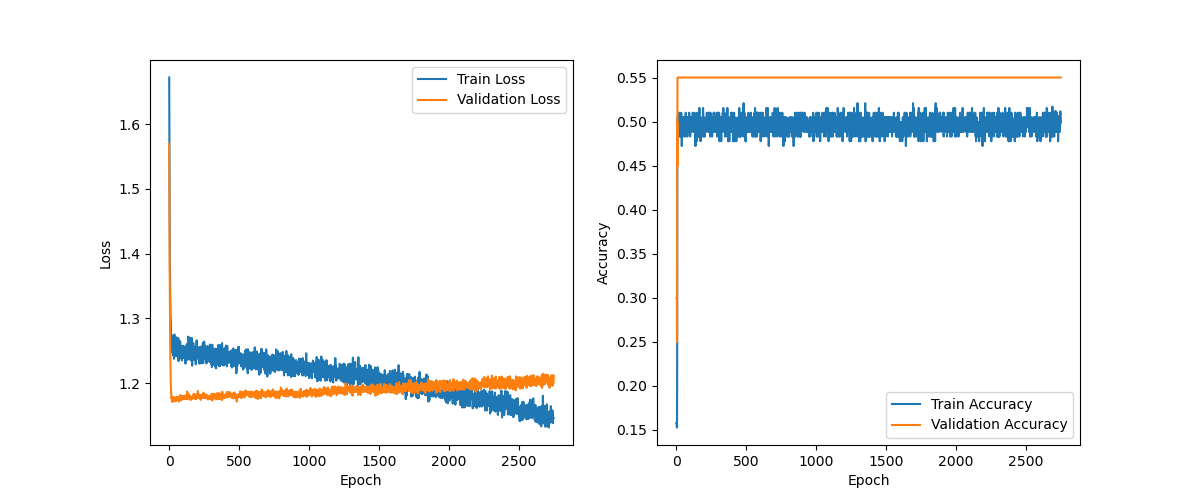 Train Loss
Validation Loss
1.6
1.5
1.4
1.3
1.2
Loss
0 500 1000 1500 2000 2500
Epoch
0.55
0.50
0.45
0.40
0.35
0.30
0.25
0.20
0.15
Accuracy
Train Accuracy
Validation Accuracy
0 500 1000 1500 2000 2500
Epoch